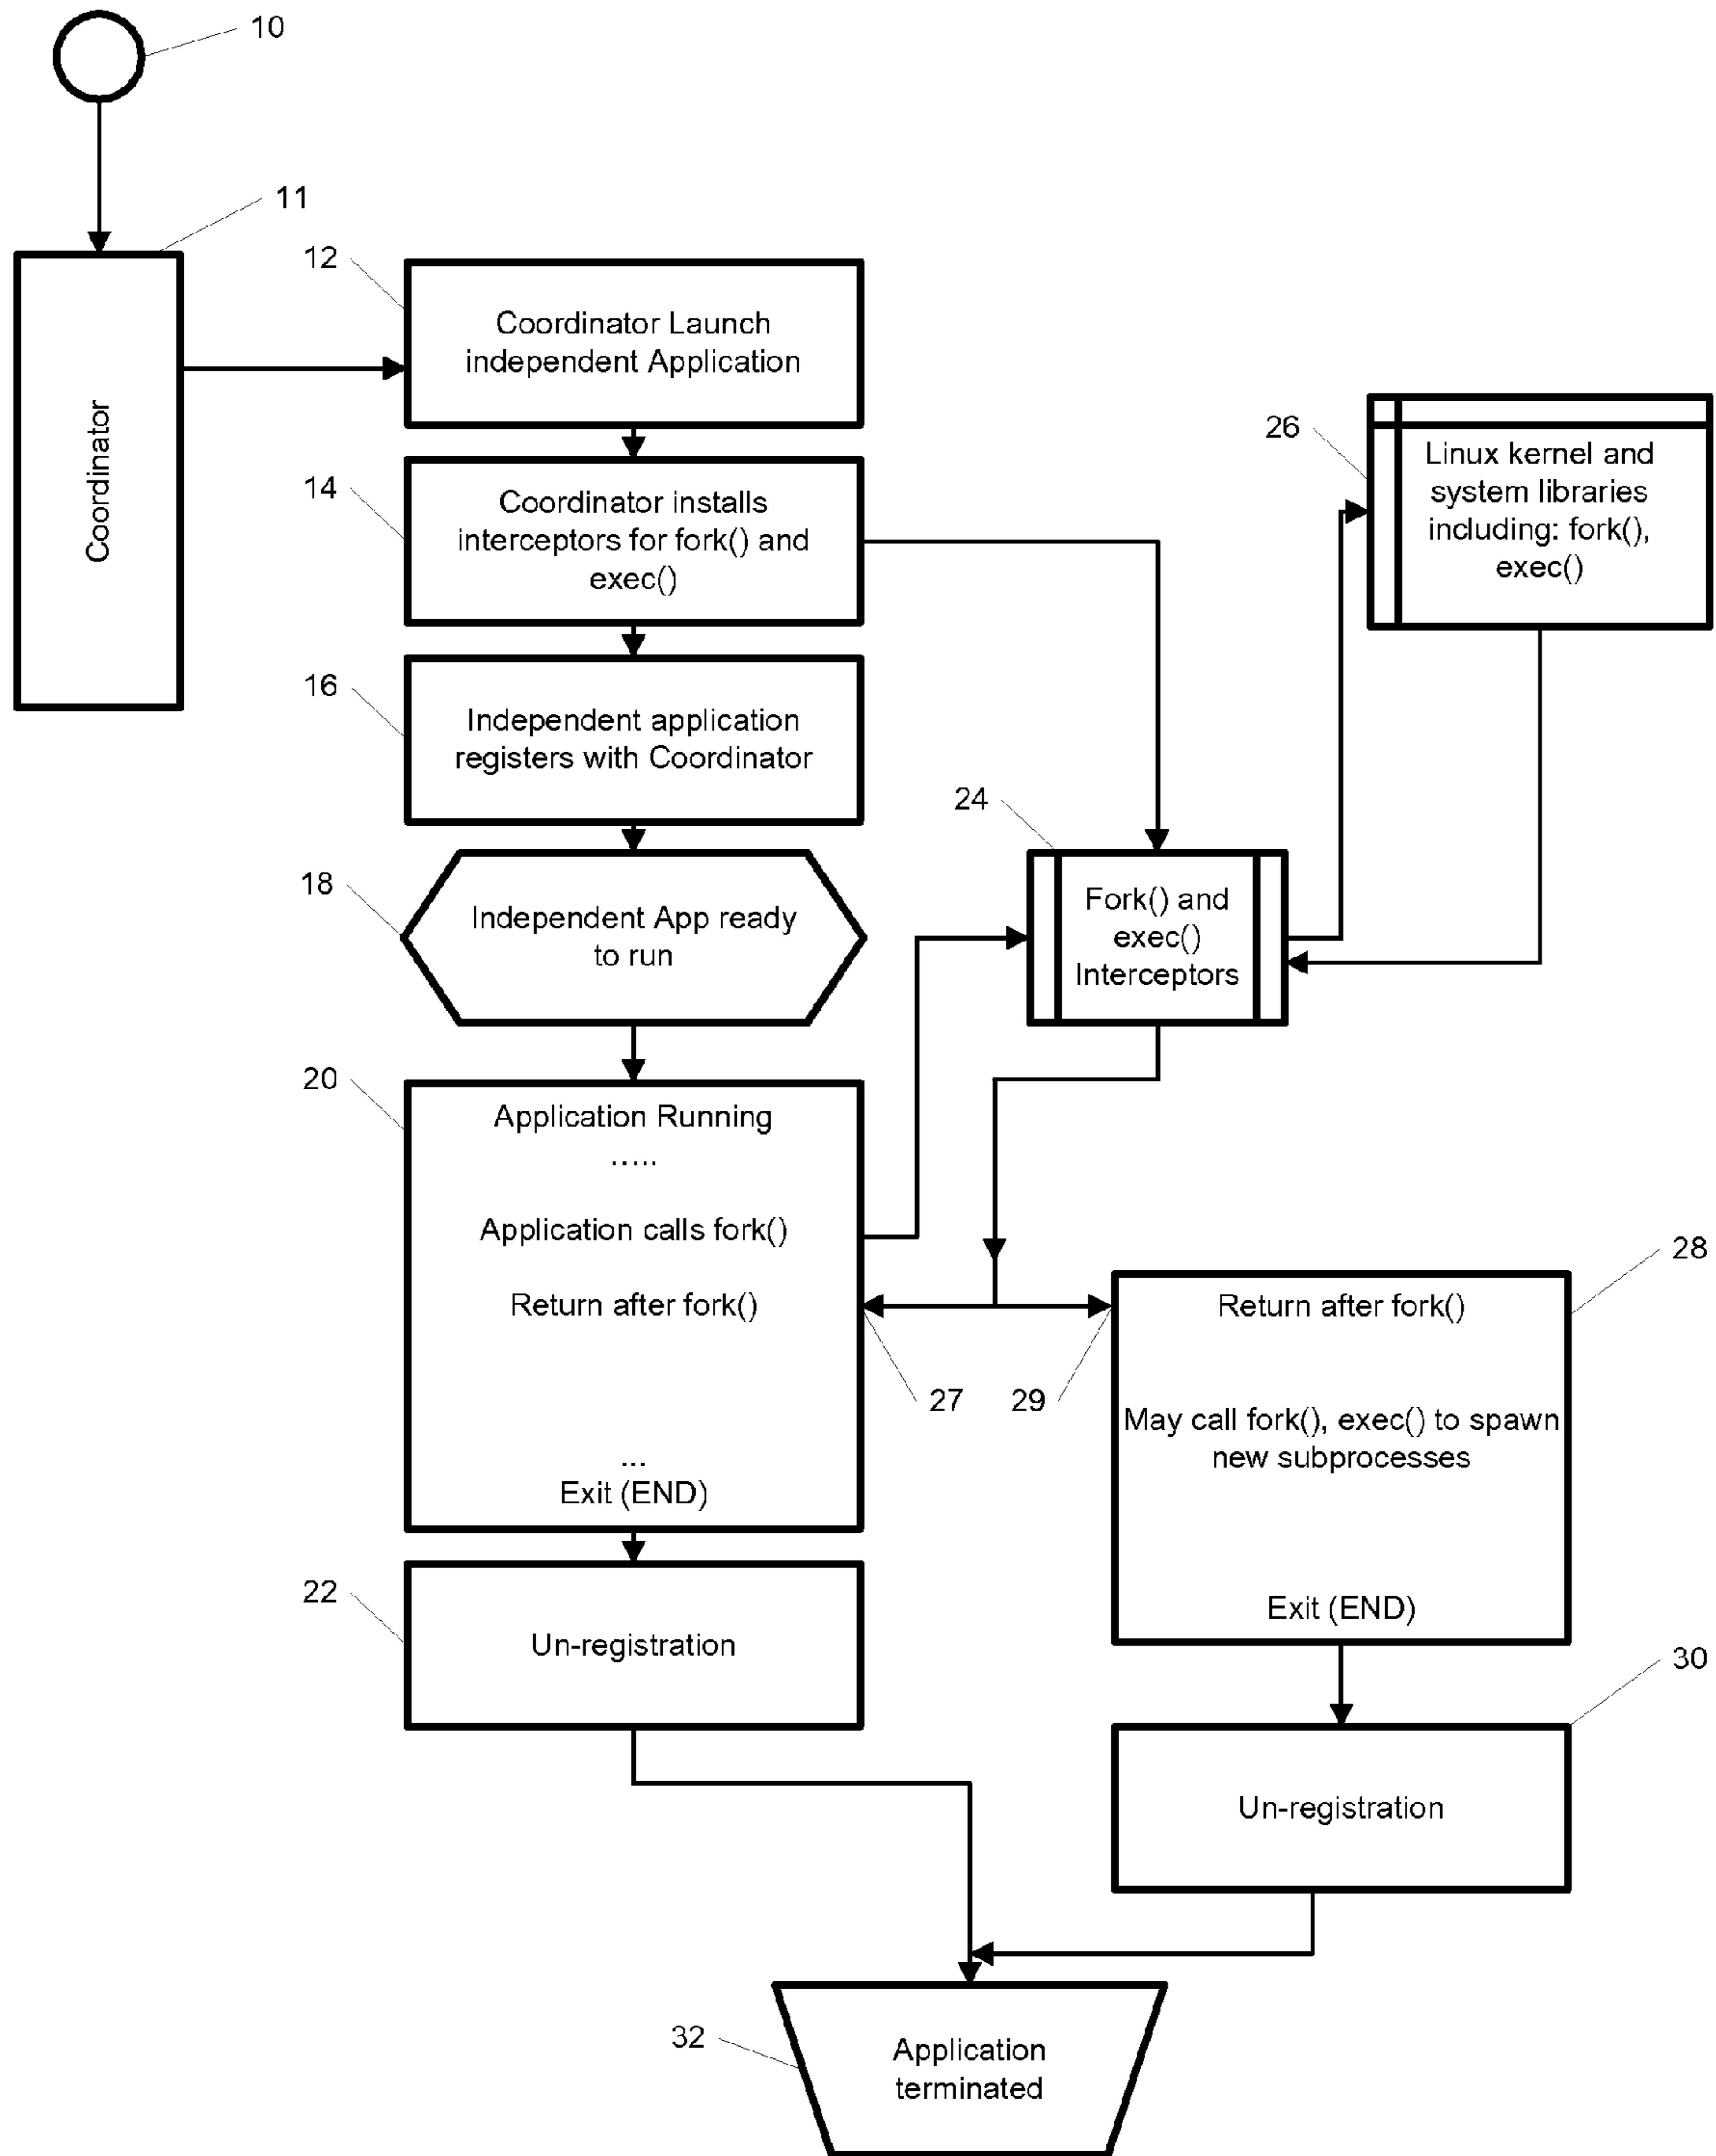 10
11
Coordinator
12
Coordinator Launch
independent Application
14
Coordinator installs
interceptors for fork() and
exec()
26
Linux kernel and
system libraries
including: fork(),
exec()
16
Independent application
registers with Coordinator
24
Fork() and
exec()
Interceptors
18
Independent App ready
to run
20
Application Running
.....
Application calls fork()
Return after fork()
...
Exit (END)
27
29
28
Return after fork()
May call fork(), exec() to spawn
new subprocesses
Exit (END)
22
Un-registration
30
Un-registration
32
Application
terminated